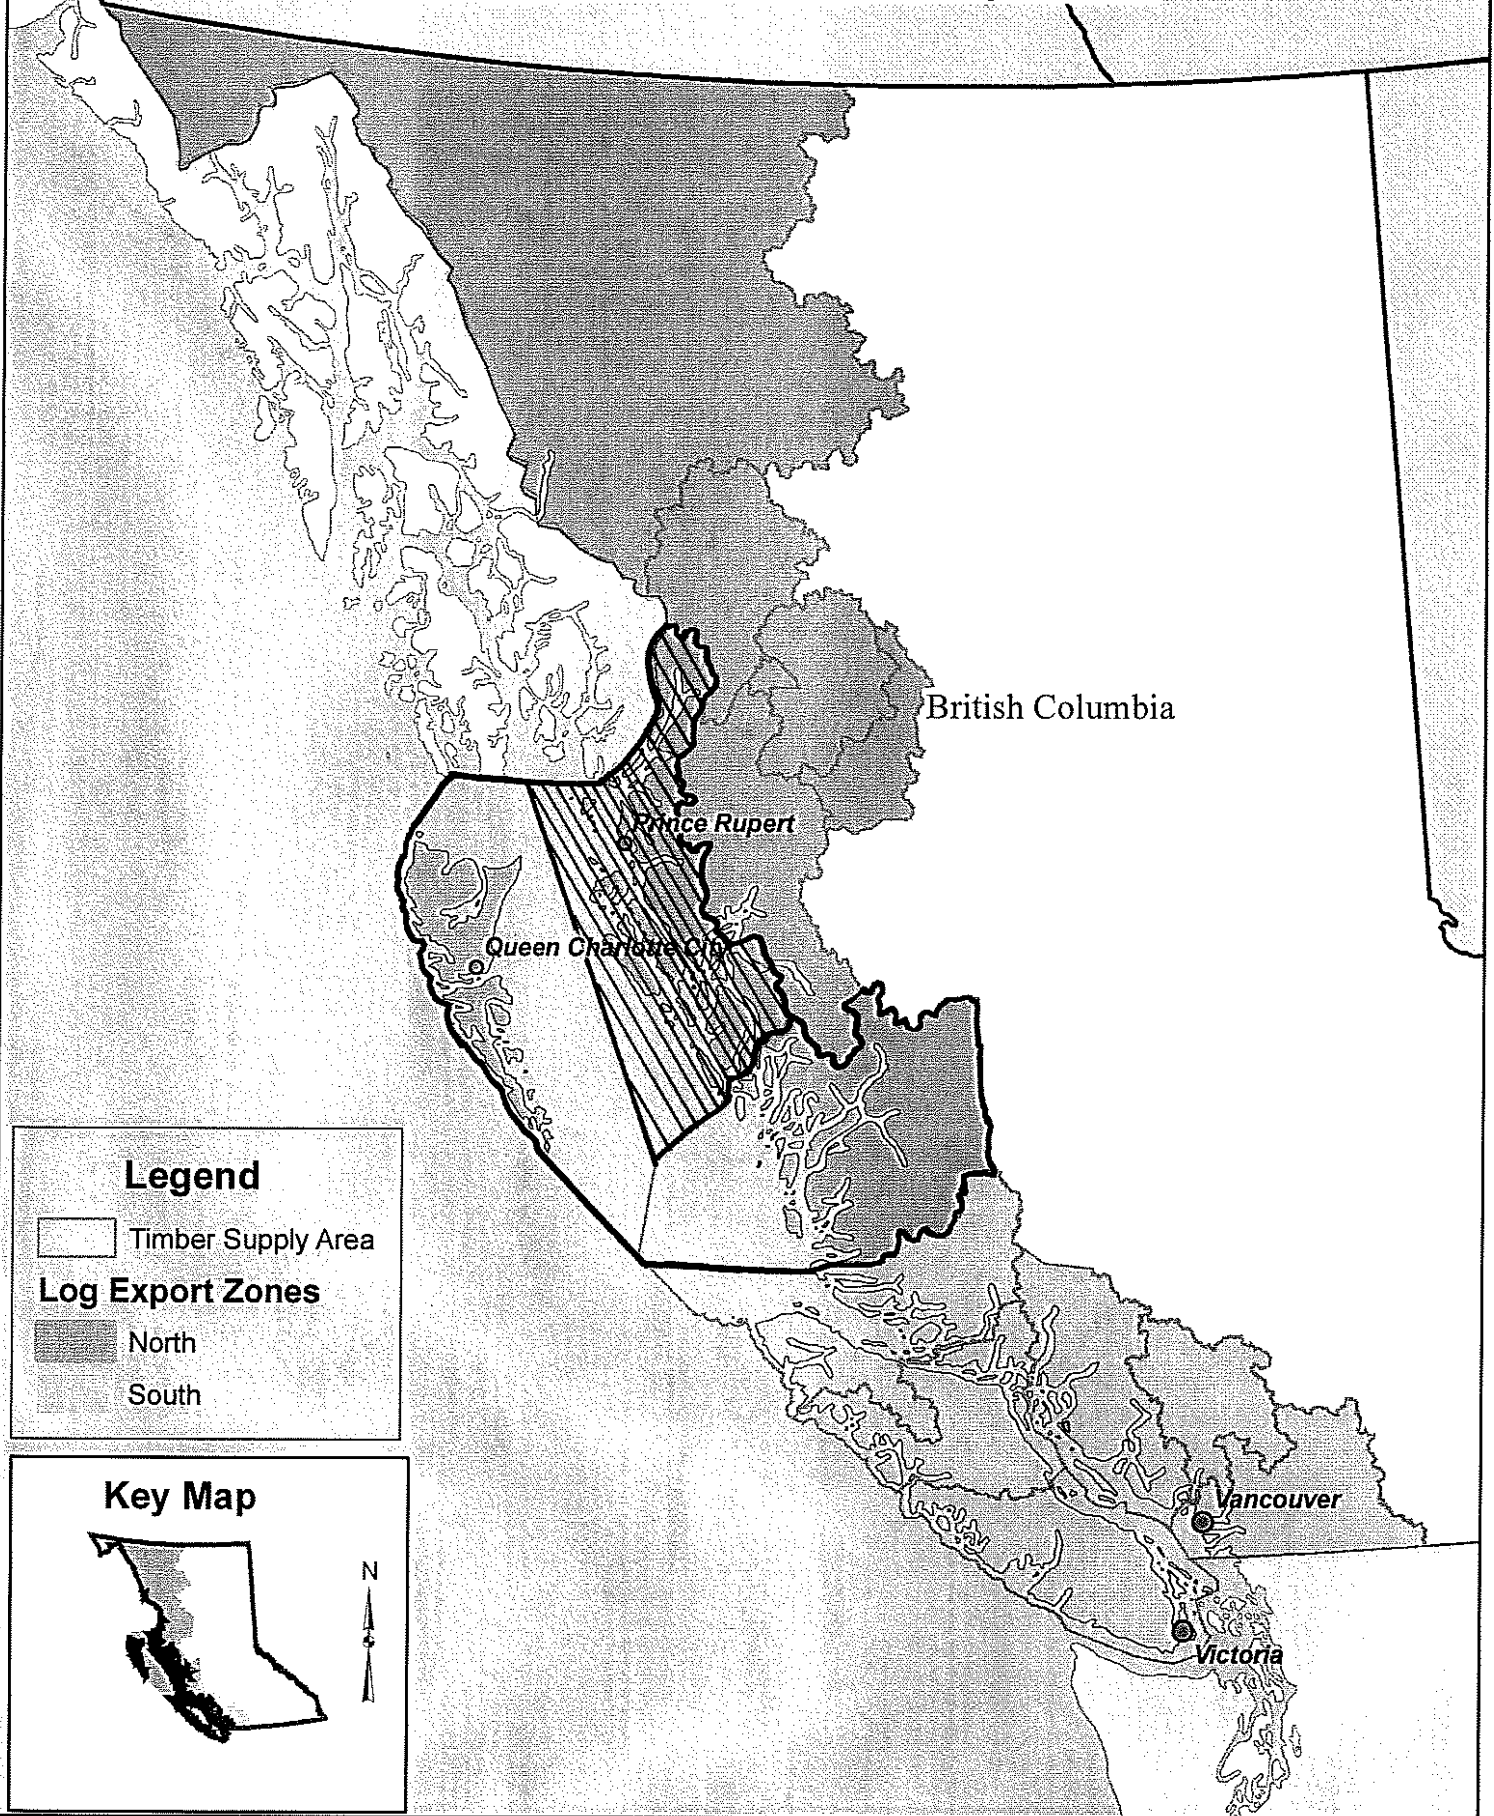 British Columbia
Prince Rupert
Queen Charlotte City
Legend
Timber Supply Area
Log Export Zones
North
South
Key Map
N
Vancouver
Victoria